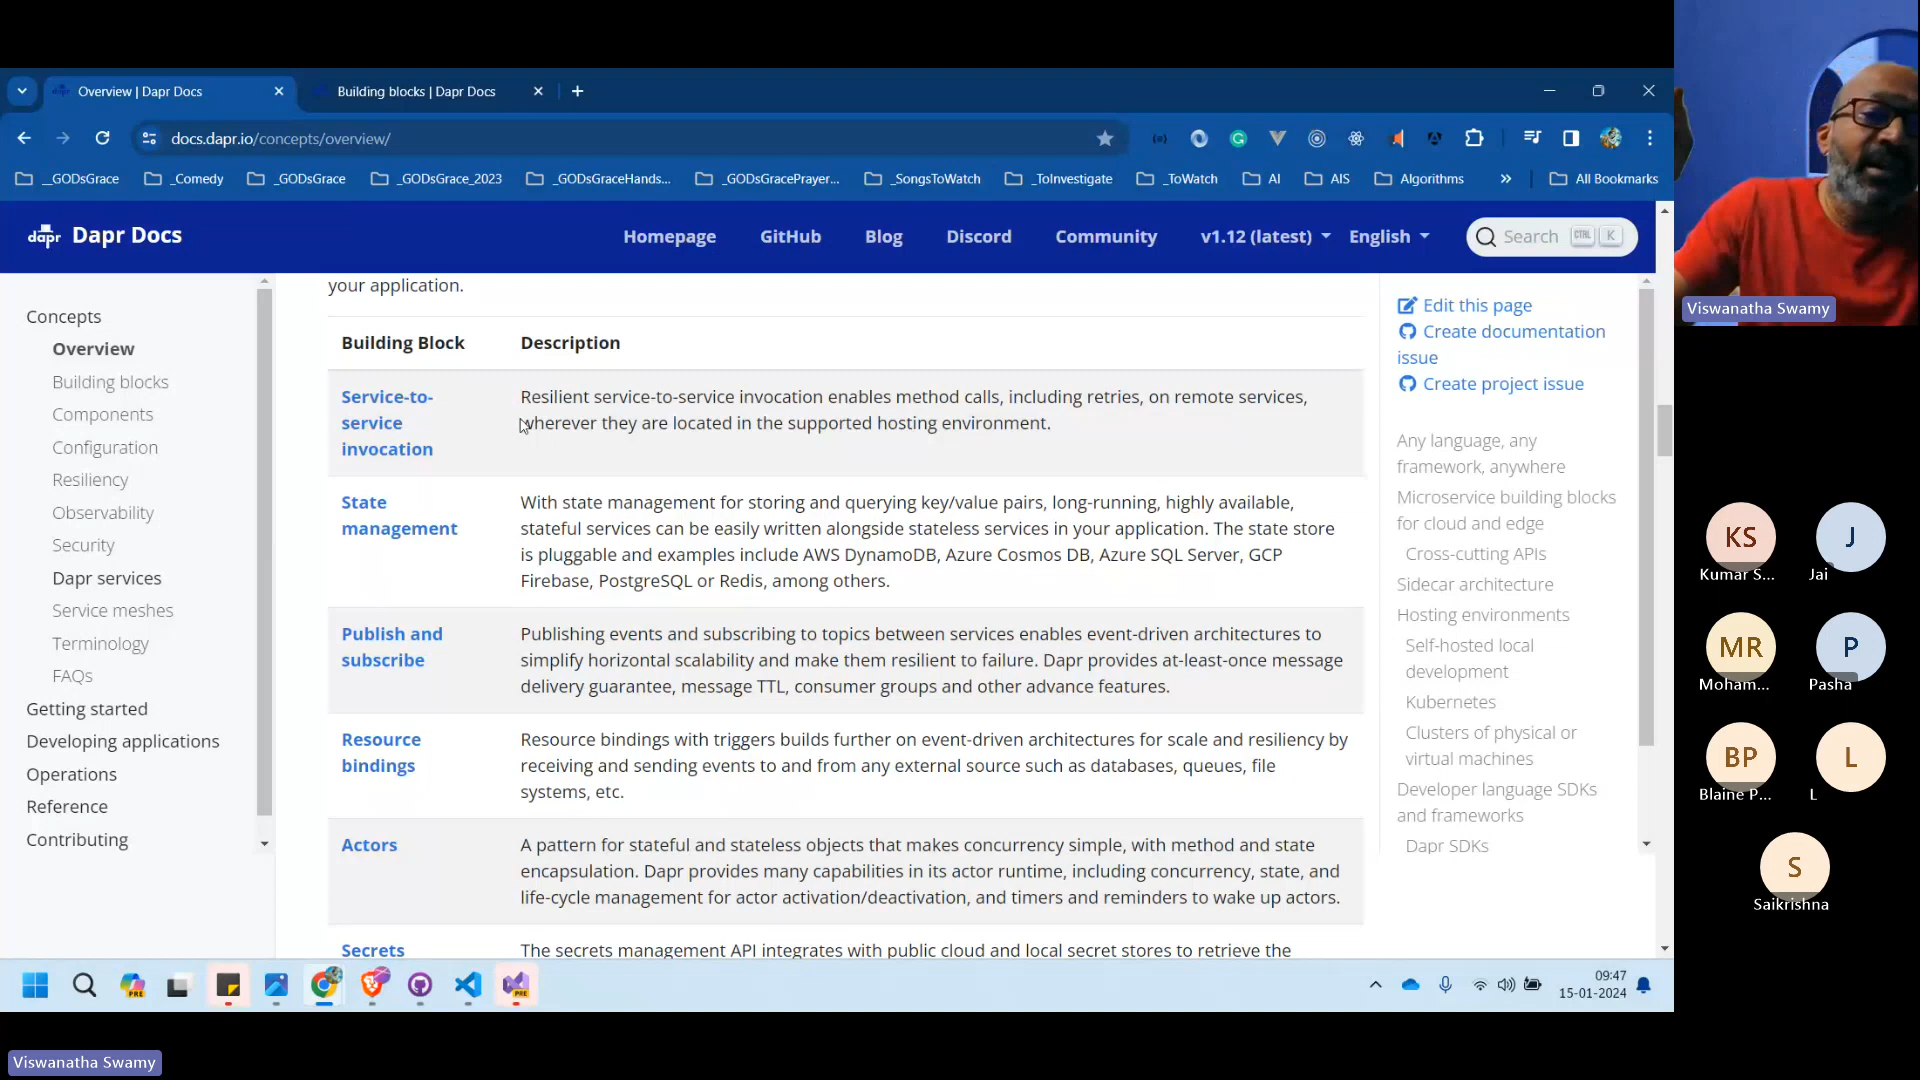 Overview | Dapr Docs
Building blocks | Dapr Docs
docs.dapr.io/concepts/overview/
__GODsGrace
_Comedy
_GODsGrace
_GODsGrace_2023
_GODsGraceHands...
_GODsGracePrayer...
_SongsToWatch
_ToInvestigate
_ToWatch
AI
AIS
Algorithms
»
All Bookmarks
dapr
Dapr Docs
Homepage
GitHub
Blog
Discord
Community
v1.12 (latest)
English
Search
CTRL
K
Concepts
Overview
Building blocks
Components
Configuration
Resiliency
Observability
Security
Dapr services
Service meshes
Terminology
FAQs
Getting started
Developing applications
Operations
Reference
Contributing
your application.
Building Block
Description
Service-to-
service
invocation
Resilient service-to-service invocation enables method calls, including retries, on remote services,
wherever they are located in the supported hosting environment.
State
management
With state management for storing and querying key/value pairs, long-running, highly available,
stateful services can be easily written alongside stateless services in your application. The state store
is pluggable and examples include AWS DynamoDB, Azure Cosmos DB, Azure SQL Server, GCP
Firebase, PostgreSQL or Redis, among others.
Publish and
subscribe
Publishing events and subscribing to topics between services enables event-driven architectures to
simplify horizontal scalability and make them resilient to failure. Dapr provides at-least-once message
delivery guarantee, message TTL, consumer groups and other advance features.
Resource
bindings
Resource bindings with triggers builds further on event-driven architectures for scale and resiliency by
receiving and sending events to and from any external source such as databases, queues, file
systems, etc.
Actors
A pattern for stateful and stateless objects that makes concurrency simple, with method and state
encapsulation. Dapr provides many capabilities in its actor runtime, including concurrency, state, and
life-cycle management for actor activation/deactivation, and timers and reminders to wake up actors.
Secrets
The secrets management API integrates with public cloud and local secret stores to retrieve the
Edit this page
Create documentation
issue
Create project issue
Any language, any
framework, anywhere
Microservice building blocks
for cloud and edge
Cross-cutting APIs
Sidecar architecture
Hosting environments
Self-hosted local
development
Kubernetes
Clusters of physical or
virtual machines
Developer language SDKs
and frameworks
Dapr SDKs
Viswanatha Swamy
KS
Kumar S...
J
Jai
MR
Moham...
P
Pasha
BP
Blaine P...
L
L
S
Saikrishna
PRE
PRE
09:47
15-01-2024
Viswanatha Swamy